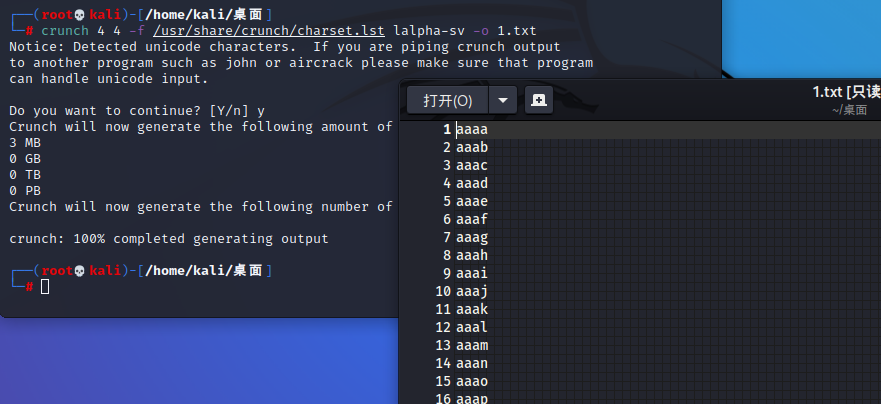 ┌──(root💀kali)-[/home/kali/桌面]
└─# crunch 4 4 -f /usr/share/crunch/charset.lst lalpha-sv -o 1.txt
Notice: Detected unicode characters.  If you are piping crunch output
to another program such as john or aircrack please make sure that program
can handle unicode input.
Do you want to continue? [Y/n] y
Crunch will now generate the following amount of
3 MB
0 GB
0 TB
0 PB
Crunch will now generate the following number of
crunch: 100% completed generating output
┌──(root💀kali)-[/home/kali/桌面]
└─#
打开(O)
1.txt [只读
~/桌面
1 aaaa
2 aaab
3 aaac
4 aaad
5 aaae
6 aaaf
7 aaag
8 aaah
9 aaai
10 aaaj
11 aaak
12 aaal
13 aaam
14 aaan
15 aaao
16 aaap